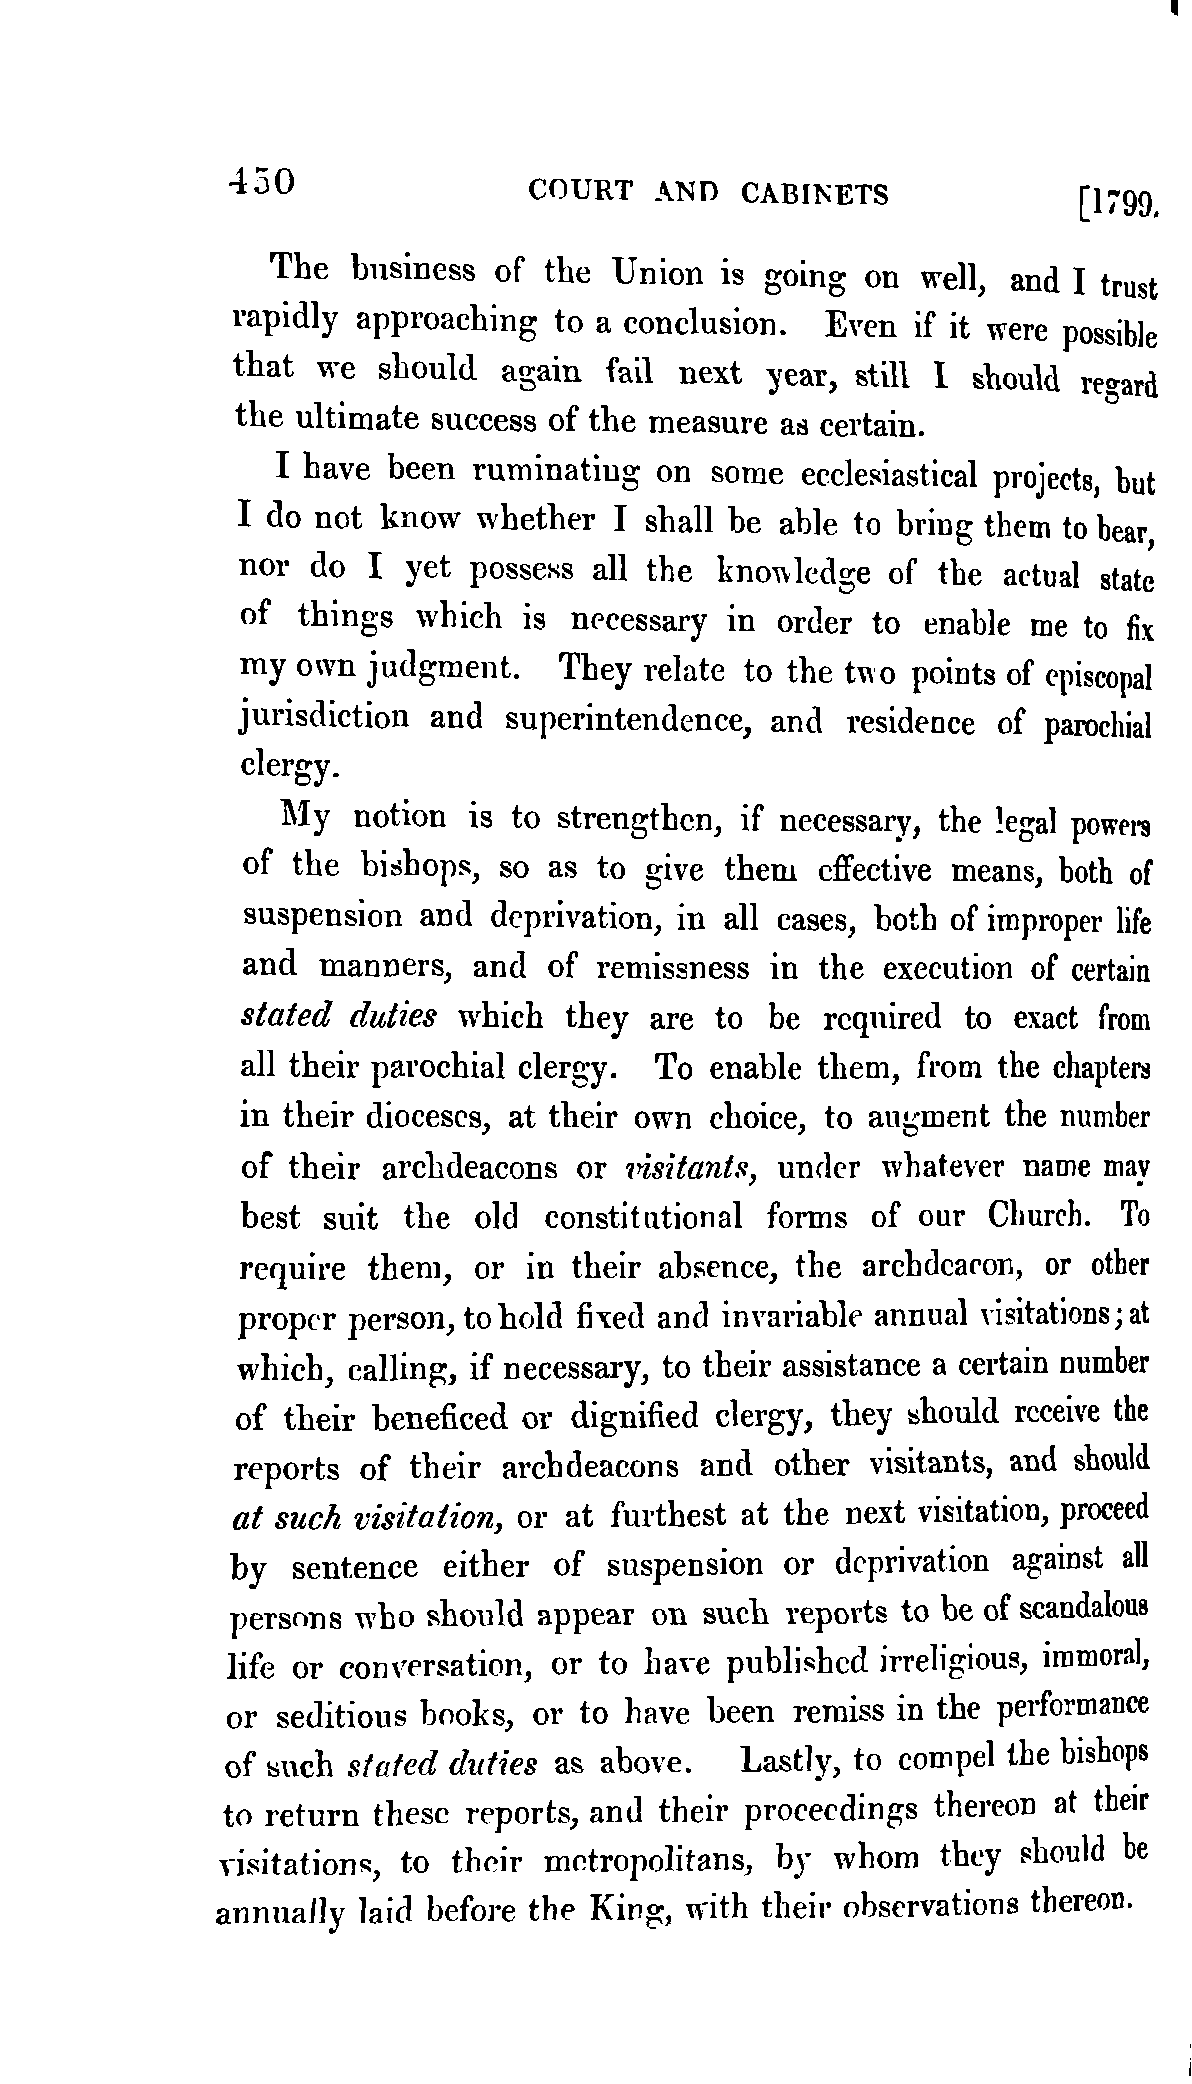 450 COURT AND CABINETS [1799.
The business of the Union is going on well, and I trust
rapidly approaching to a conclusion. Even if it were possible
that we should again fail next year, still I should regard
the ultimate success of the measure as certain.
I have been ruminating on some ecclesiastical projects, but
I do not know whether I shall be able to bring them to bear,
nor do I yet possess all the knowledge of the actual state
of things which is necessary in order to enable me to fix
my own judgment. They relate to the two points of episcopal
jurisdiction and superintendence, and residence of parochial
clergy.
My notion is to strengthen, if necessary, the legal powers
of the bishops, so as to give them effective means, both of
suspension and deprivation, in all cases, both of improper life
and manners, and of remissness in the execution of certain
stated duties which they are to be required to exact from
all their parochial clergy. To enable them, from the chapters
in their dioceses, at their own choice, to augment the number
of their archdeacons or visitants, under whatever name may
best suit the old constitutional forms of our Church. To
require them, or in their absence, the archdeacon, or other
proper person, to hold fixed and invariable annual visitations; at
which, calling, if necessary, to their assistance a certain number
of their beneficed or dignified clergy, they should receive the
reports of their archdeacons and other visitants, and should
at such visitation, or at furthest at the next visitation, proceed
by sentence either of suspension or deprivation against all
persons who should appear on such reports to be of scandalous
life or conversation, or to have published irreligious, immoral,
or seditious books, or to have been remiss in the performance
of such stated duties as above. Lastly, to compel the bishops
to return these reports, and their proceedings thereon at their
visitations, to their metropolitans, by whom they should be
annually laid before the King, with their observations thereon.